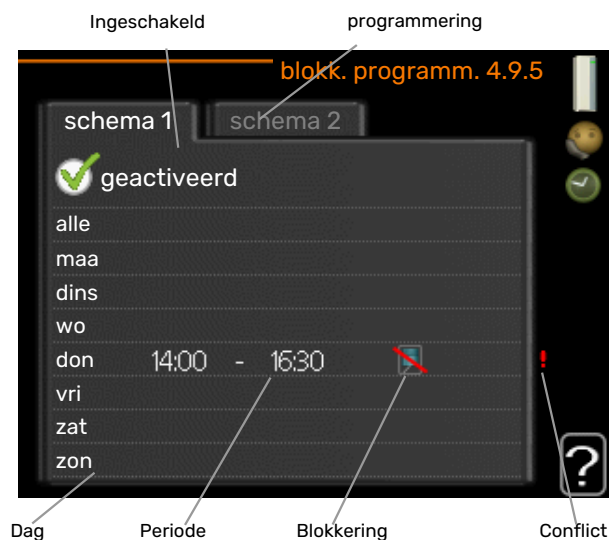 Ingeschakeld programmering
blokk. programm. 4.9.5
schema 1 schema 2
geactiveerd
alle
maa
dins
wo
don 14:00 - 16:30 !
vri
zat
zon
?
Dag Periode Blokkering Conflict